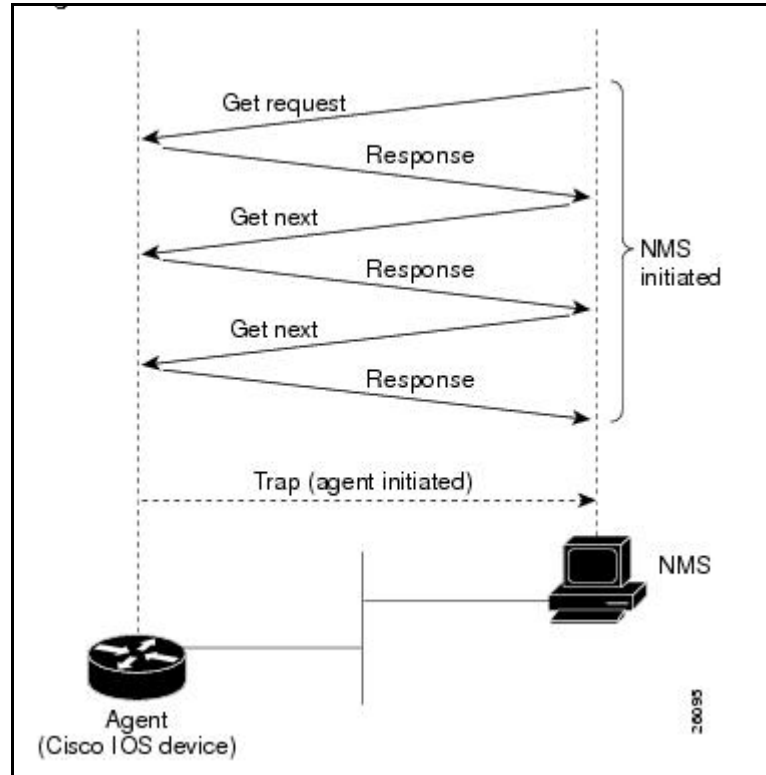 Get request
Response
Get next
Response
Get next
Response
NMS
initiated
Trap (agent initiated)
NMS
Agent
(Cisco IOS device)
26095